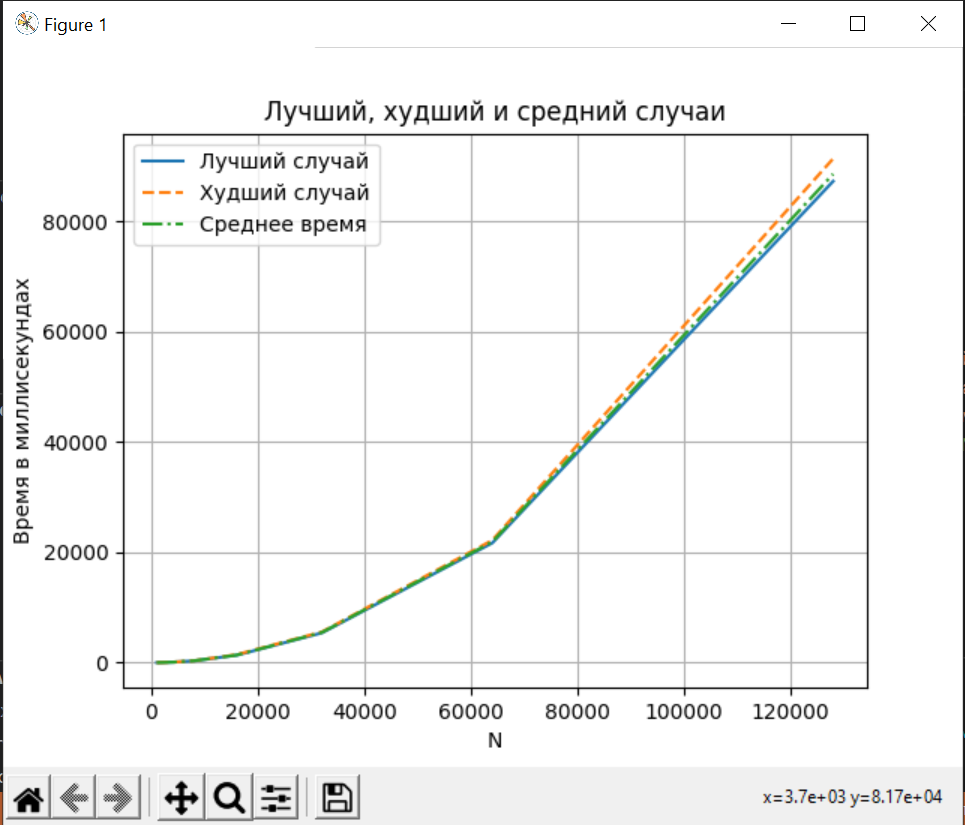 Figure 1
Лучший, худший и средний случаи
Лучший случай
Худший случай
Среднее время
Время в миллисекундах
80000
60000
40000
20000
0
0 20000 40000 60000 80000 100000 120000
N
x=3.7e+03 y=8.17e+04